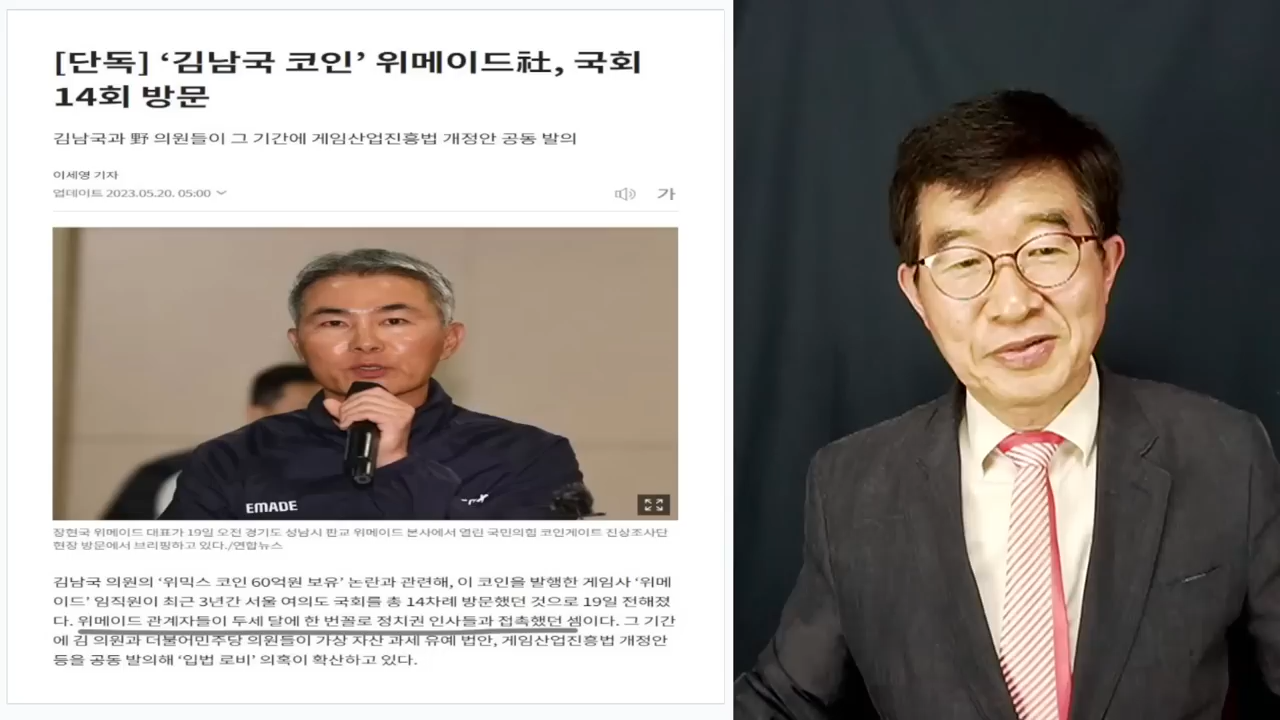 [단독] ‘김남국 코인’ 위메이드社, 국회
14회 방문
김남국과 野 의원들이 그 기간에 게임산업진흥법 개정안 공동 발의
이세영 기자
업데이트 2023.05.20. 05:00
가
EMADE
장현국 위메이드 대표가 19일 오전 경기도 성남시 판교 위메이드 본사에서 열린 국민의힘 코인게이트 진상조사단
현장 방문에서 브리핑하고 있다./연합뉴스
김남국 의원의 ‘위믹스 코인 60억원 보유’ 논란과 관련해, 이 코인을 발행한 게임사 ‘위메
이드’ 임직원이 최근 3년간 서울 여의도 국회를 총 14차례 방문했던 것으로 19일 전해졌
다. 위메이드 관계자들이 두세 달에 한 번꼴로 정치권 인사들과 접촉했던 셈이다. 그 기간
에 김 의원과 더불어민주당 의원들이 가상 자산 과세 유예 법안, 게임산업진흥법 개정안
등을 공동 발의해 ‘입법 로비’ 의혹이 확산하고 있다.